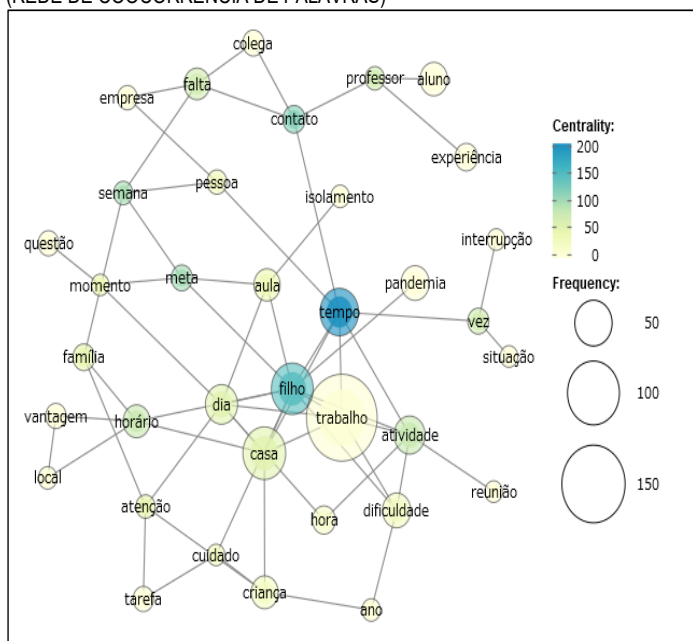 (REDE DE COOCORRÊNCIA DE PALAVRAS)
colega
professor
aluno
falta
empresa
contato
experiência
semana
pessoa
isolamento
questão
interrupção
momento
meta
aula
pandemia
tempo
vez
situação
família
filho
dia
trabalho
vantagem
horário
atividade
casa
local
reunião
atenção
hora
dificuldade
cuidado
tarefa
criança
ano
Centrality:
200
150
100
50
0
Frequency:
50
100
150